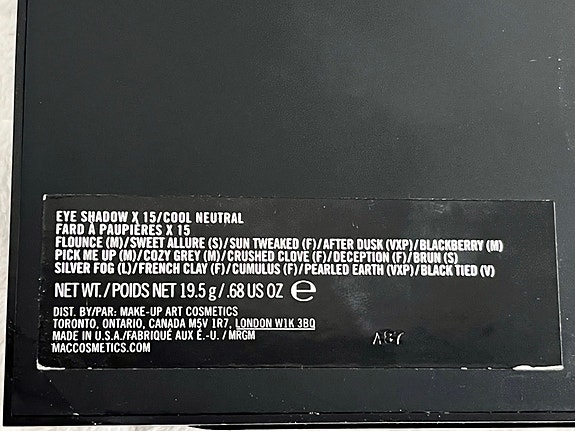 EYE SHADOW X 15/COOL NEUTRAL
FARD À PAUPIÈRES X 15
FLOUNCE (M)/SWEET ALLURE (S)/SUN TWEAKED (F)/AFTER DUSK (VXP)/BLACKBERRY (M)
PICK ME UP (M)/COZY GREY (M)/CRUSHED CLOVE (F)/DECEPTION (F)/BRUN (S)
SILVER FOG (L)/FRENCH CLAY (F)/CUMULUS (F)/PEARLED EARTH (VXP)/BLACK TIED (V)
NET WT./POIDS NET 19.5 g/.68 US OZ ℮
DIST. BY/PAR: MAKE-UP ART COSMETICS
TORONTO, ONTARIO, CANADA M5V 1R7, LONDON W1K 3BQ
MADE IN U.S.A./FABRIQUÉ AUX É.-U. / MRGM
MACCOSMETICS.COM
A87